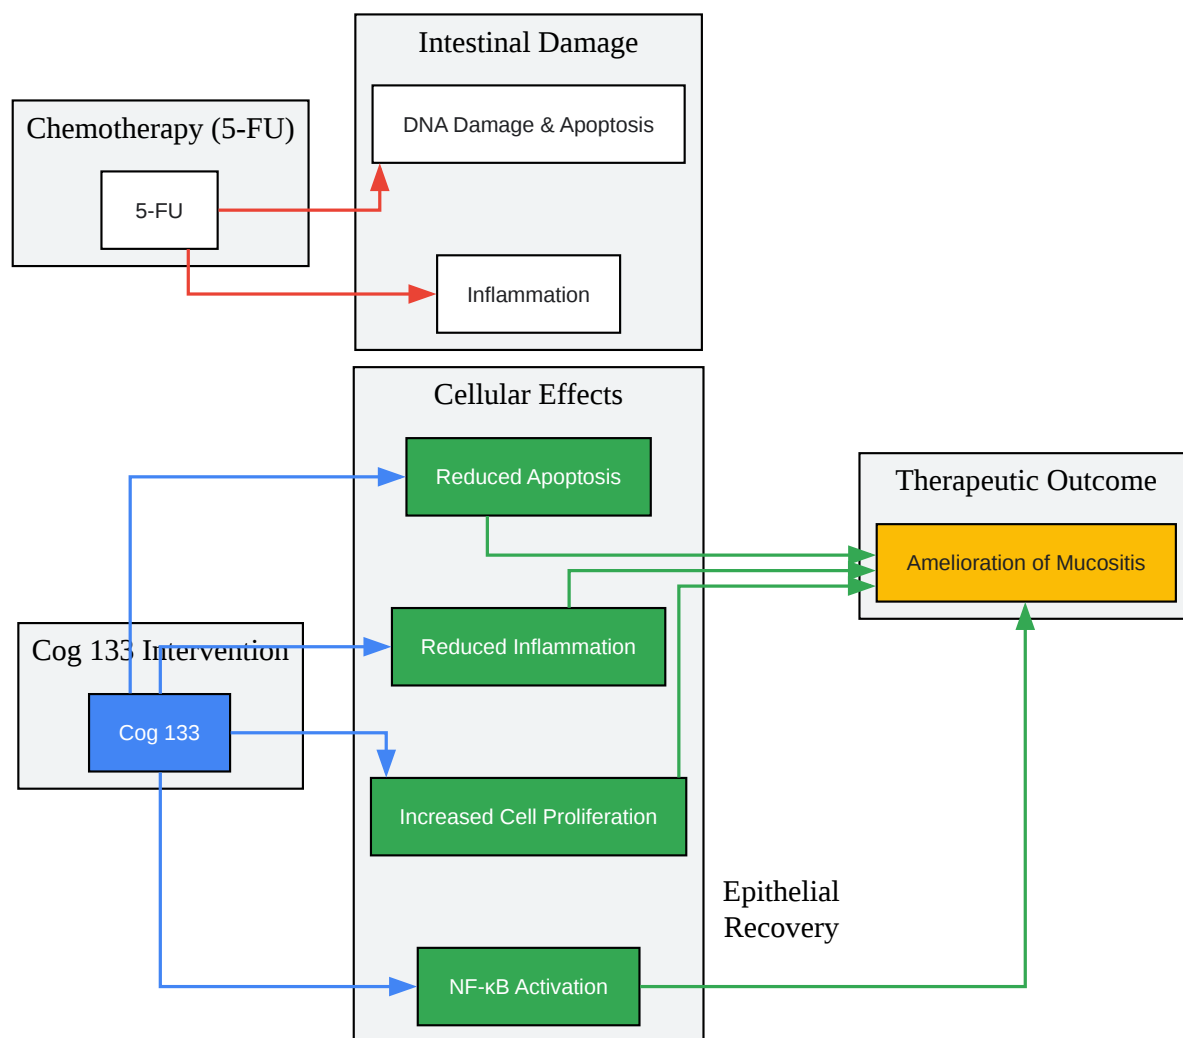 Intestinal Damage
DNA Damage & Apoptosis
Chemotherapy (5-FU)
5-FU
Inflammation
Cellular Effects
Reduced Apoptosis
Therapeutic Outcome
Amelioration of Mucositis
Reduced Inflammation
Cog 133 Intervention
Cog 133
Increased Cell Proliferation
Epithelial
Recovery
NF-κB Activation